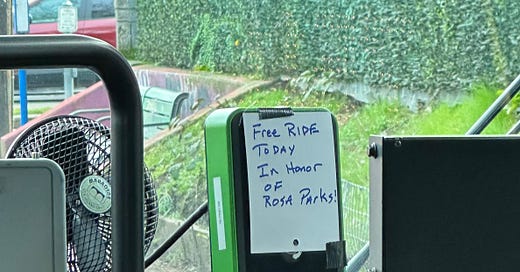 Free RIDE
TODAY
In Honor
OF
ROSA Parks!